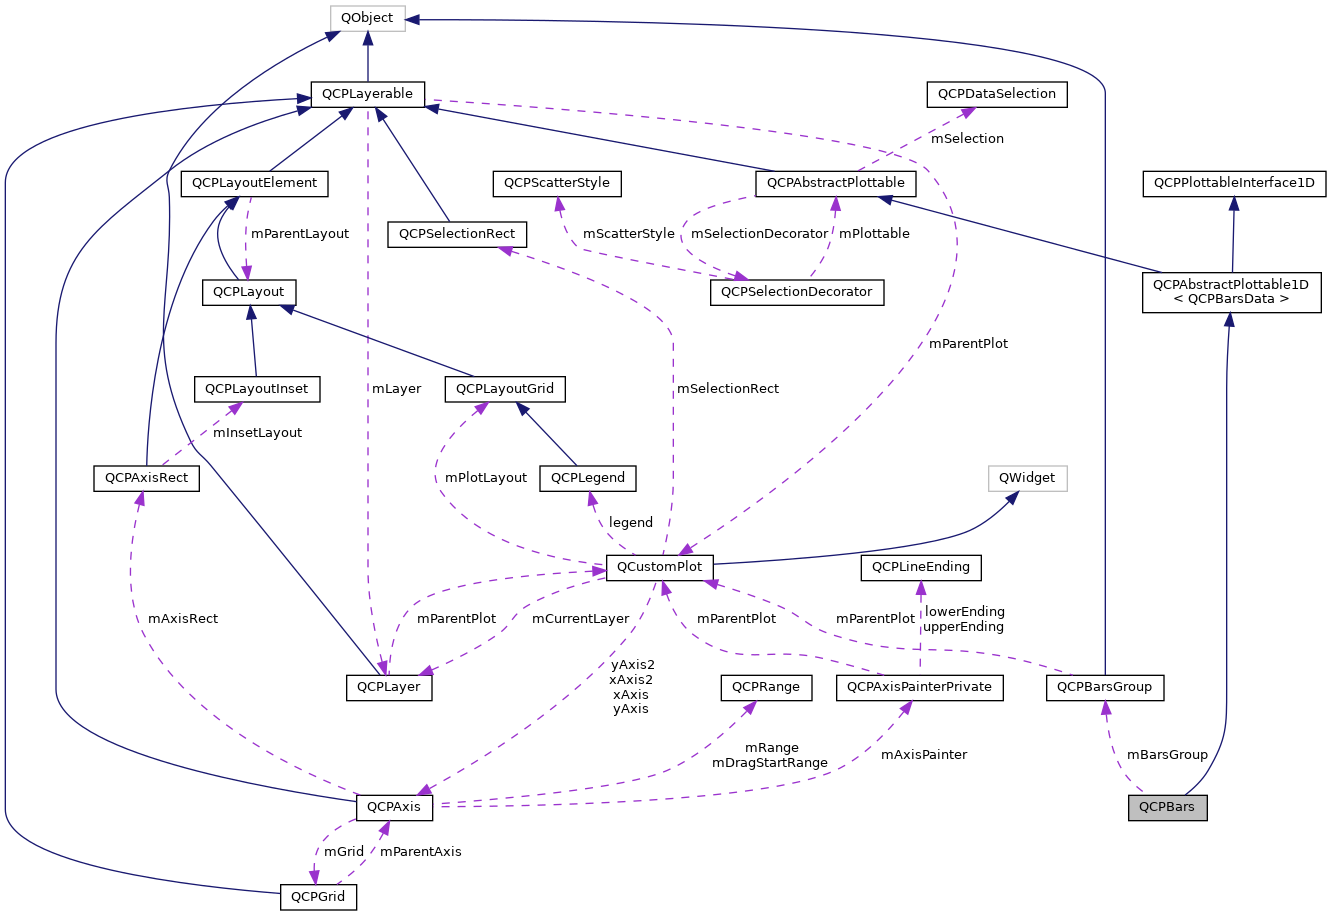 QObject
QCPLayerable
QCPDataSelection
mSelection
QCPLayoutElement
QCPScatterStyle
QCPAbstractPlottable
QCPPlottableInterface1D
mParentLayout
QCPSelectionRect
mScatterStyle
mSelectionDecorator
mPlottable
QCPLayout
QCPSelectionDecorator
QCPAbstractPlottable1D
< QCPBarsData >
mParentPlot
QCPLayoutInset
mLayer
QCPLayoutGrid
mSelectionRect
mInsetLayout
QCPAxisRect
mPlotLayout
QCPLegend
QWidget
legend
QCustomPlot
QCPLineEnding
mAxisRect
mParentPlot
mCurrentLayer
mParentPlot
mParentPlot
lowerEnding
upperEnding
yAxis2
xAxis2
xAxis
yAxis
QCPLayer
QCPRange
QCPAxisPainterPrivate
QCPBarsGroup
mRange
mDragStartRange
mAxisPainter
mBarsGroup
QCPAxis
QCPBars
mGrid
mParentAxis
QCPGrid